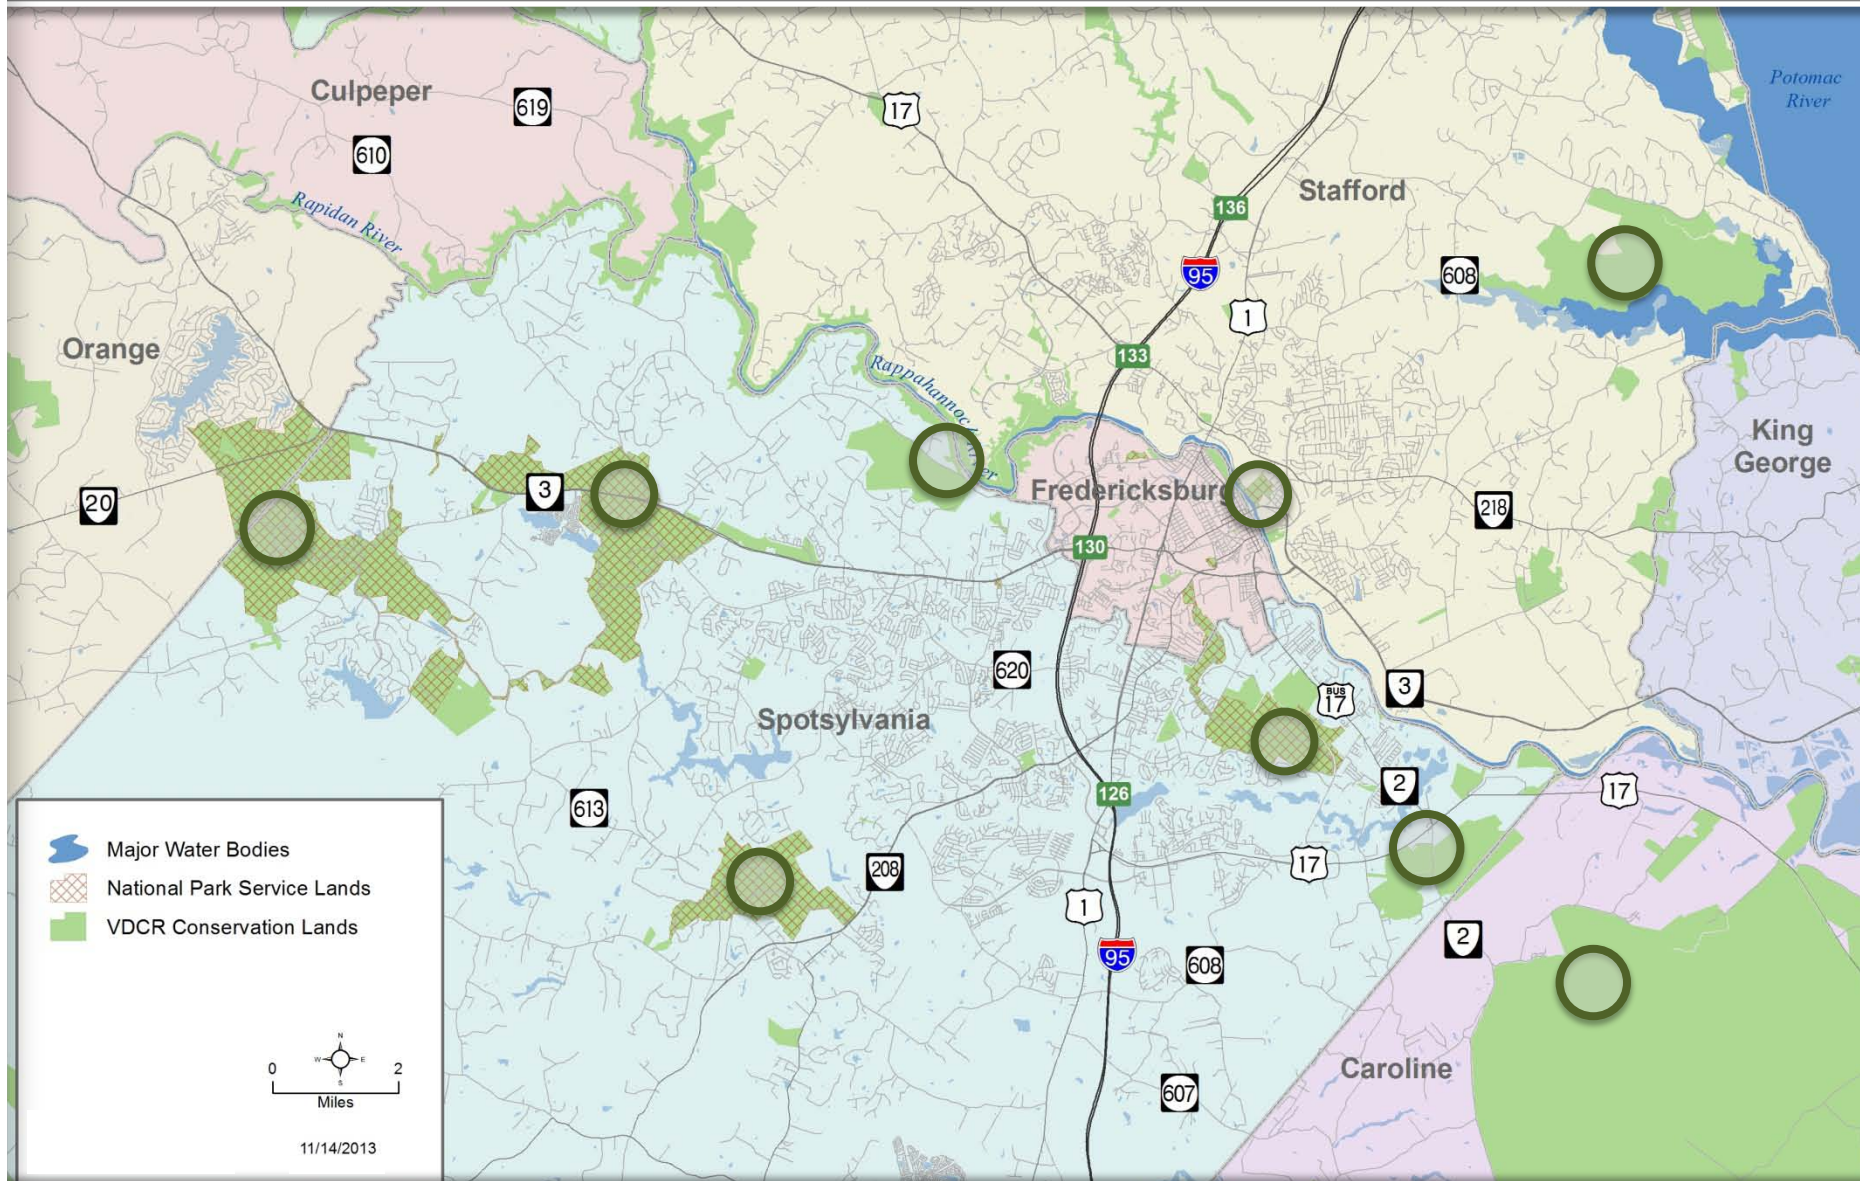 Culpeper
619
610
17
Potomac
River
136
Stafford
Rapidan River
95
608
1
Orange
133
Rappahannock River
King
George
20
3
Fredericksburg
218
130
620
3
BUS
17
Spotsylvania
126
2
17
613
17
208
1
2
95
608
Caroline
607
Major Water Bodies
National Park Service Lands
VDCR Conservation Lands
N
W
E
S
0
2
Miles
11/14/2013